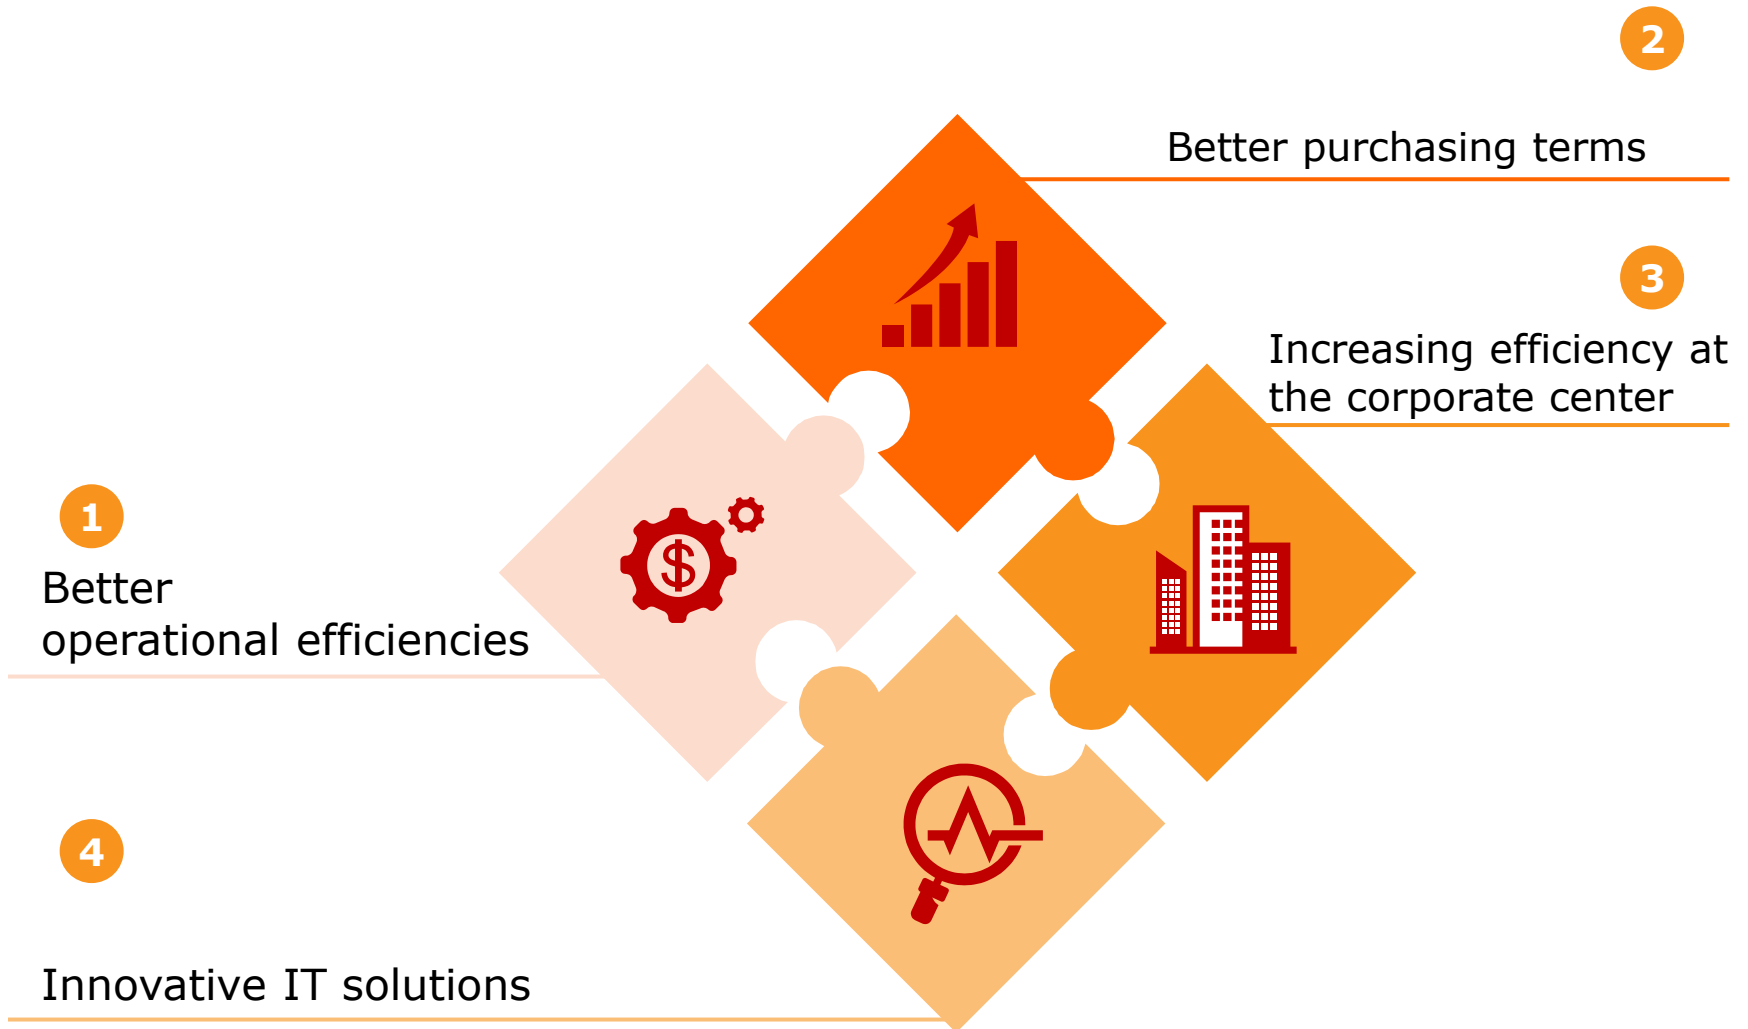 2
Better purchasing terms
3
Increasing efficiency at
the corporate center
1
Better
operational efficiencies
$
4
Innovative IT solutions